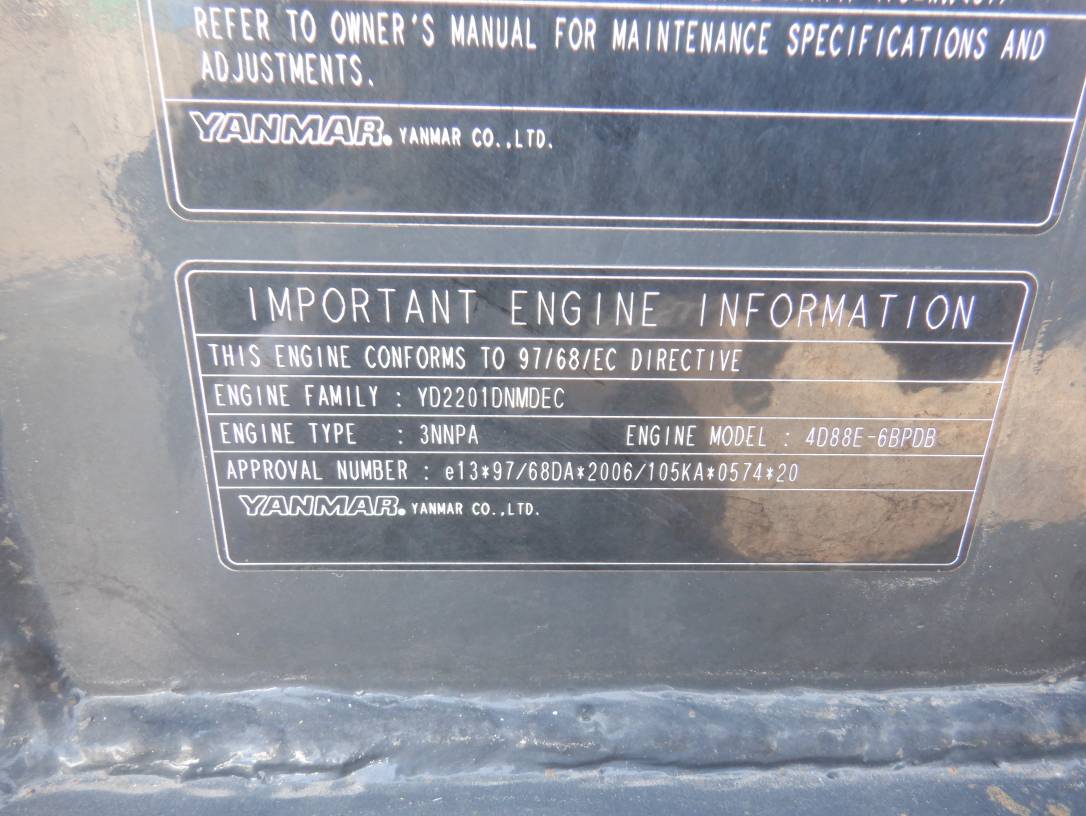 REFER TO OWNER'S MANUAL FOR MAINTENANCE SPECIFICATIONS AND
ADJUSTMENTS.
YANMAR. YANMAR CO.,LTD.
IMPORTANT ENGINE INFORMATION
THIS ENGINE CONFORMS TO 97/68/EC DIRECTIVE
ENGINE FAMILY : YD2201DNMDEC
ENGINE TYPE : 3NNPA ENGINE MODEL : 4D88E-6BPDB
APPROVAL NUMBER : e13*97/68DA*2006/105KA*0574*20
YANMAR. YANMAR CO.,LTD.